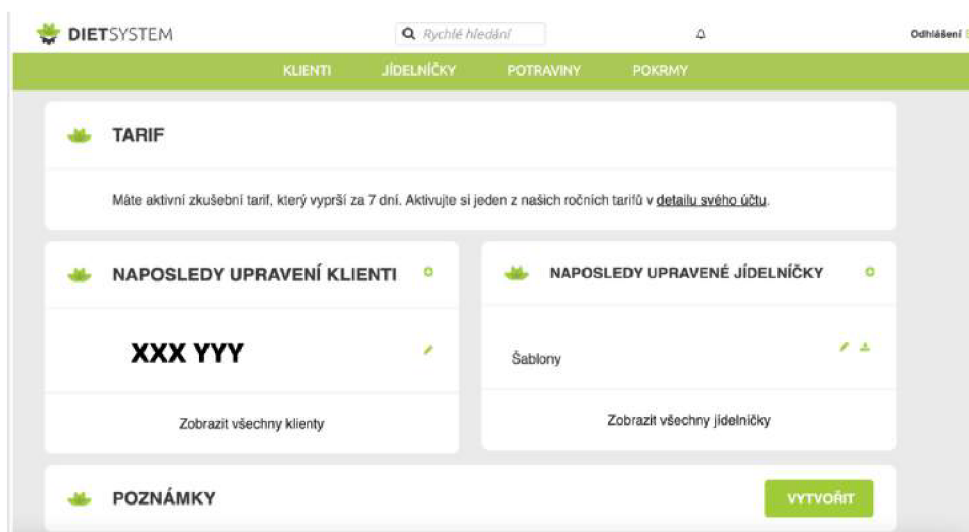 DIETSYSTEM
Rychlé hledání
Odhlášení
KLIENTI
JÍDELNÍČKY
POTRAVINY
POKRMY
TARIF
Máte aktivní zkušební tarif, který vyprší za 7 dní. Aktivujte si jeden z našich ročních tarifů v detailu svého účtu.
NAPOSLEDY UPRAVENÍ KLIENTI
XXX YYY
Zobrazit všechny klienty
NAPOSLEDY UPRAVENÉ JÍDELNÍČKY
Šablony
Zobrazit všechny jídelníčky
POZNÁMKY
VYTVOŘIT